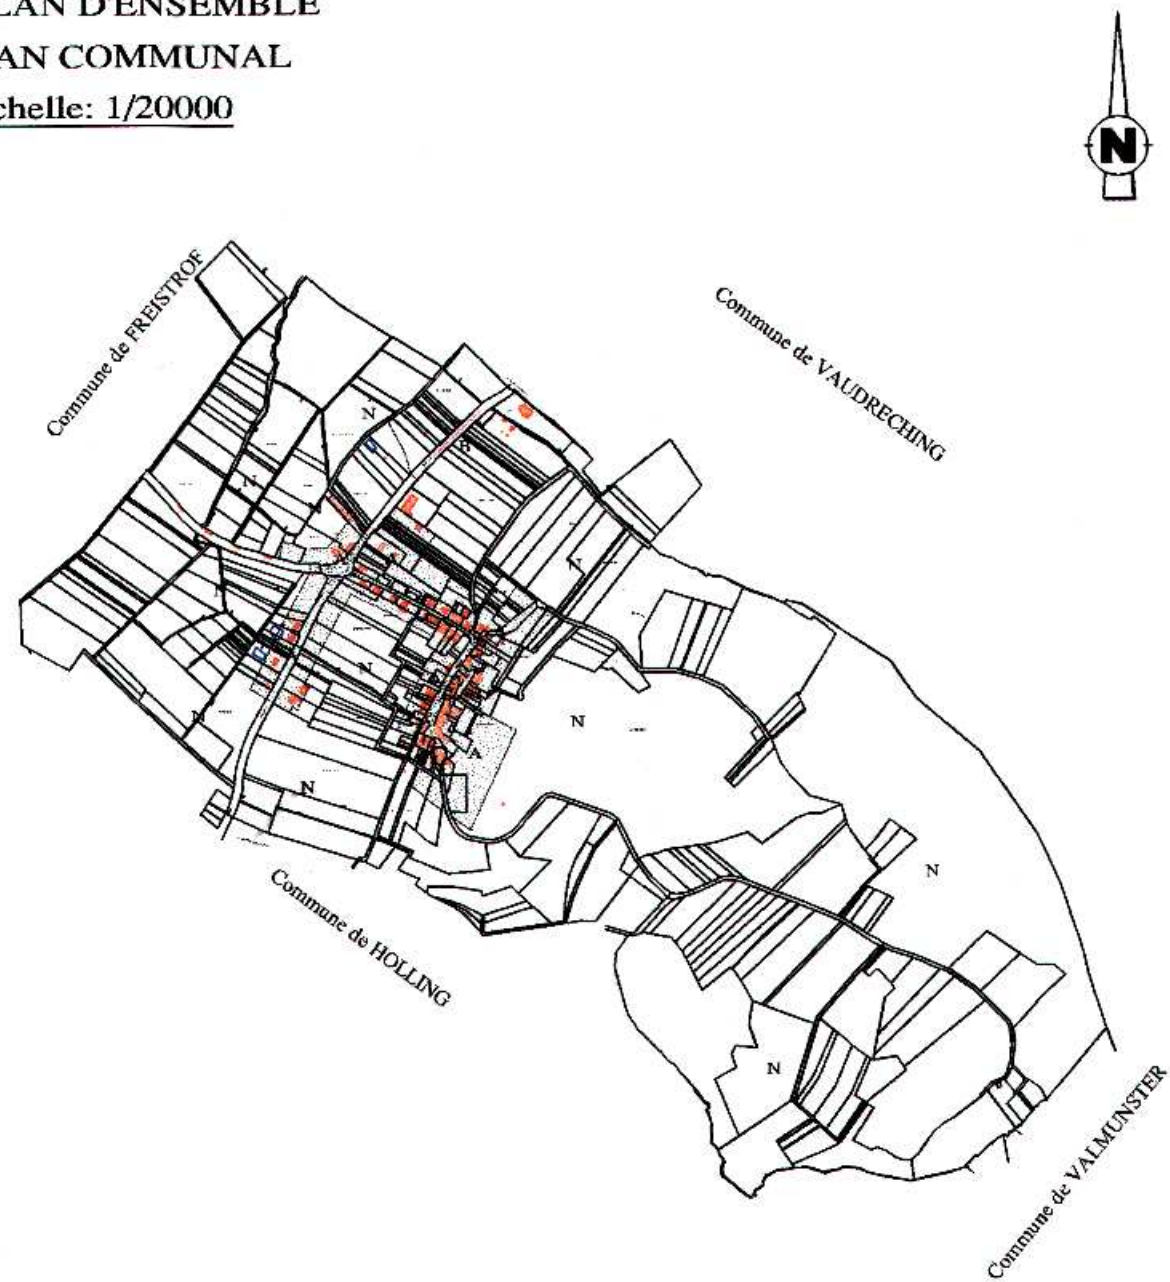 LAN D'ENSEMBLE
AN COMMUNAL
chelle: 1/20000
N
Commune de FREISTROF
Commune de VAUDRECHING
N
N
N
N
N
A
N
N
N
N
Commune de HOLLING
Commune de VALMUNSTER